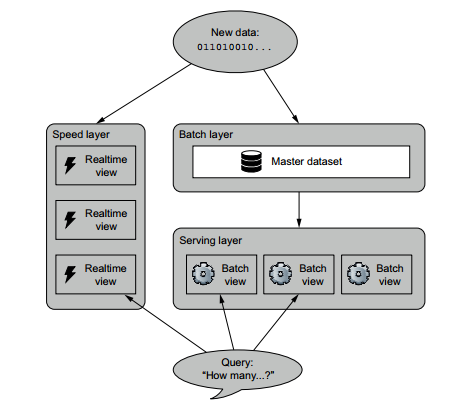 New data:
011010010...
Speed layer
Realtime
view
Realtime
view
Realtime
view
Batch layer
Master dataset
Serving layer
Batch
view
Batch
view
Batch
view
Query:
“How many...?”